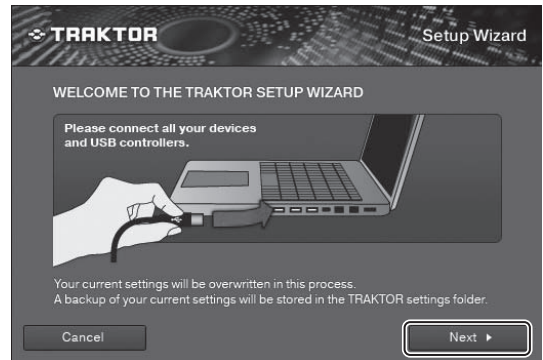 TRAKTOR
Setup Wizard
WELCOME TO THE TRAKTOR SETUP WIZARD
Please connect all your devices
and USB controllers.
Your current settings will be overwritten in this process.
A backup of your current settings will be stored in the TRAKTOR settings folder.
Cancel
Next